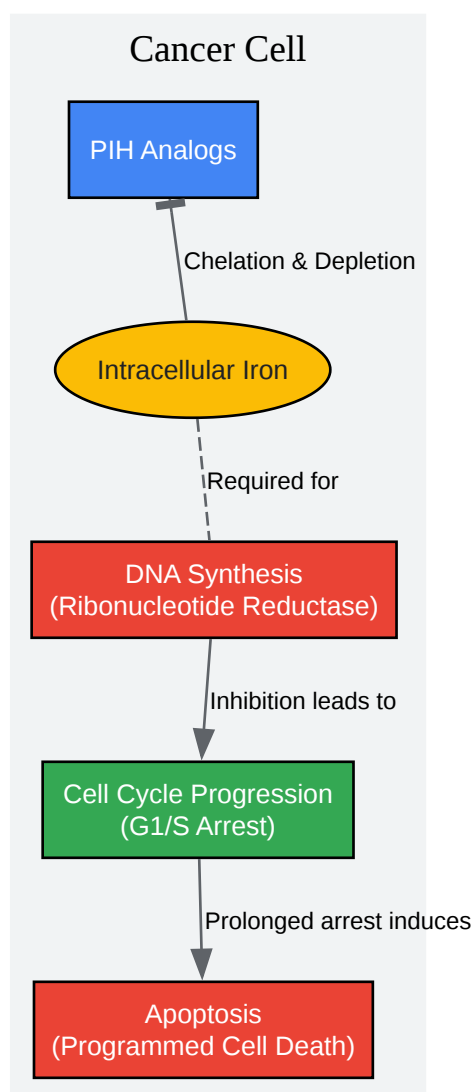 Cancer Cell
PIH Analogs
Chelation & Depletion
Intracellular Iron
Required for
DNA Synthesis
(Ribonucleotide Reductase)
Inhibition leads to
Cell Cycle Progression
(G1/S Arrest)
Prolonged arrest induces
Apoptosis
(Programmed Cell Death)